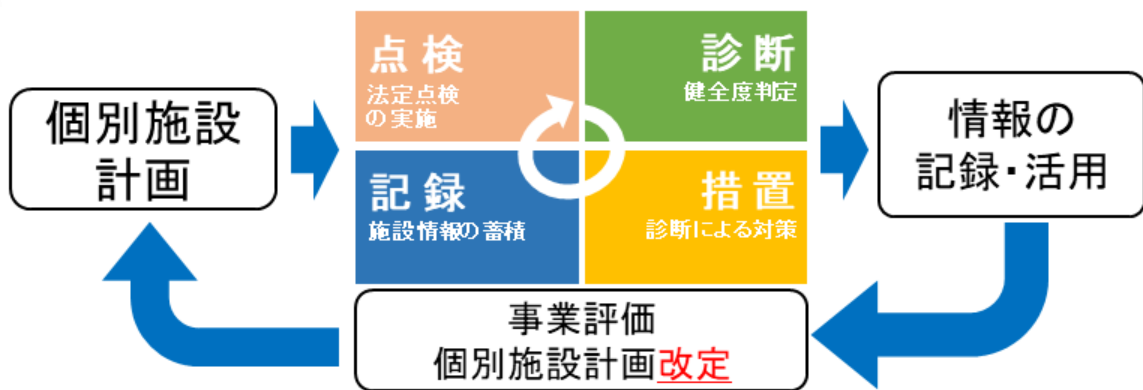 個別施設
計画
点検
法定点検
の実施
診断
健全度判定
記録
施設情報の蓄積
措置
診断による対策
情報の
記録・活用
事業評価
個別施設計画改定